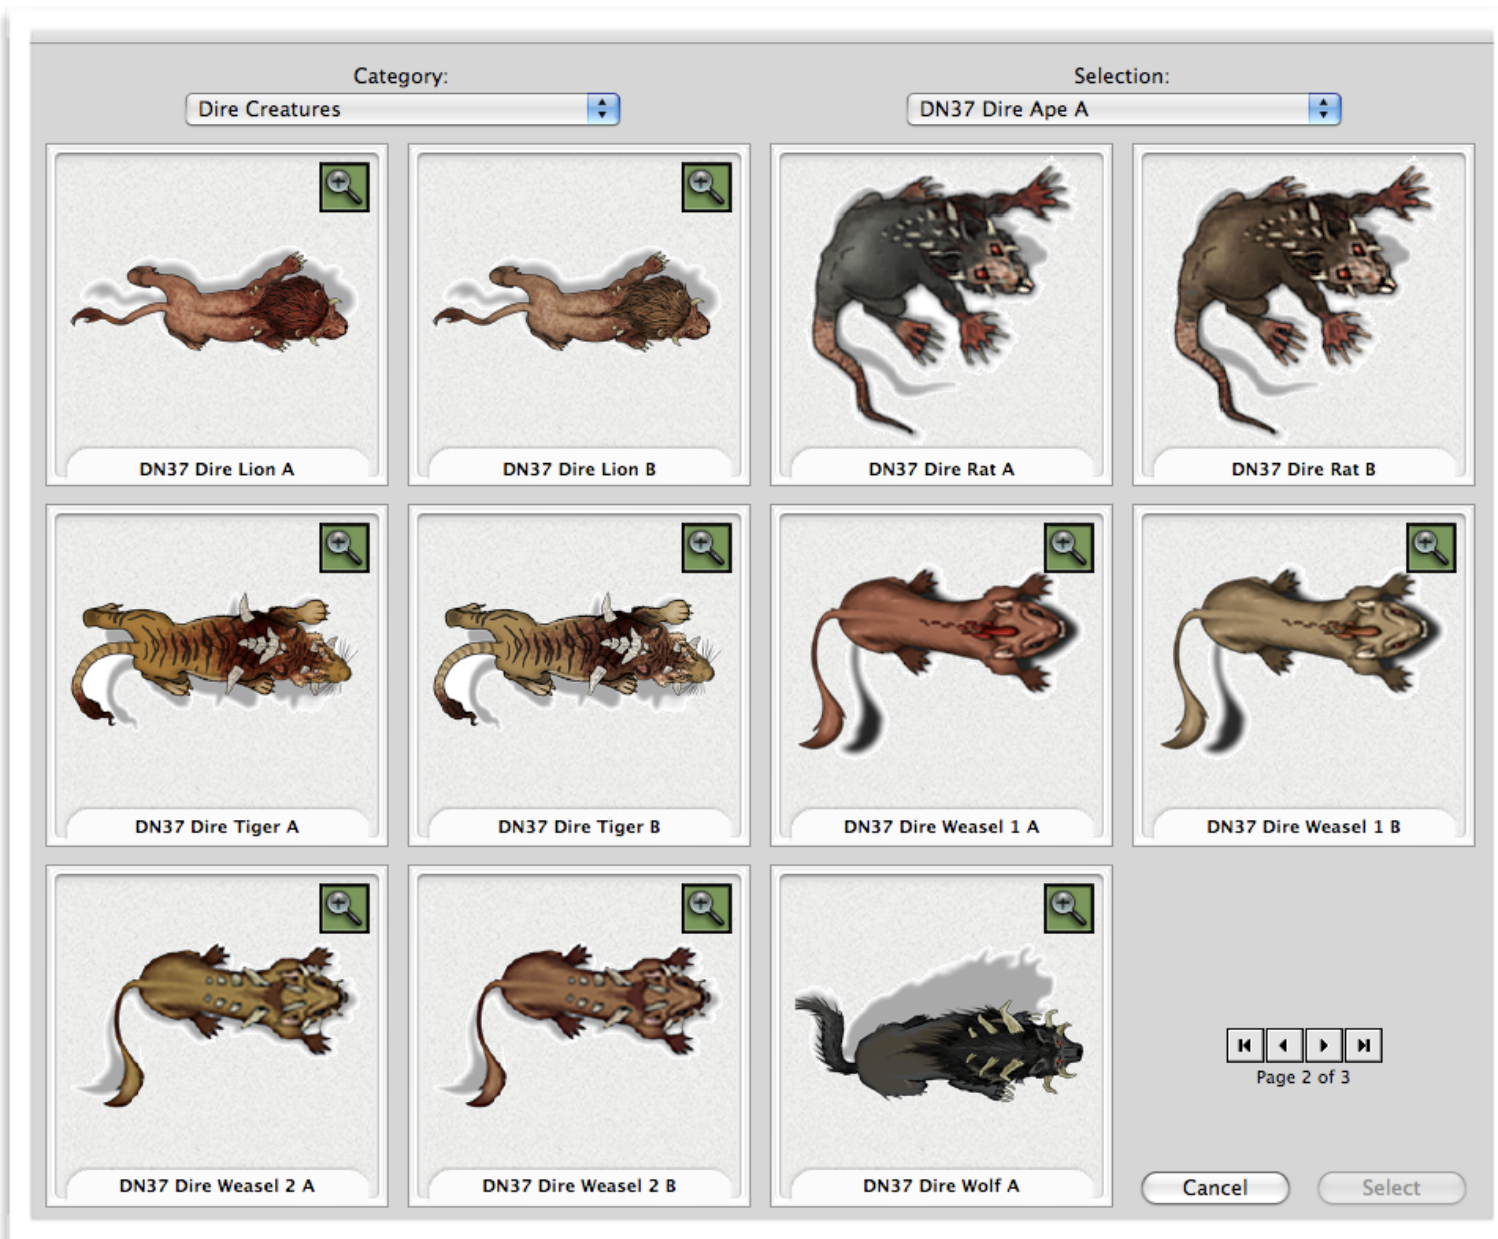 Category:
Selection:
Dire Creatures
DN37 Dire Ape A
DN37 Dire Lion A
DN37 Dire Lion B
DN37 Dire Rat A
DN37 Dire Rat B
DN37 Dire Tiger A
DN37 Dire Tiger B
DN37 Dire Weasel 1 A
DN37 Dire Weasel 1 B
DN37 Dire Weasel 2 A
DN37 Dire Weasel 2 B
DN37 Dire Wolf A
Page 2 of 3
Cancel
Select